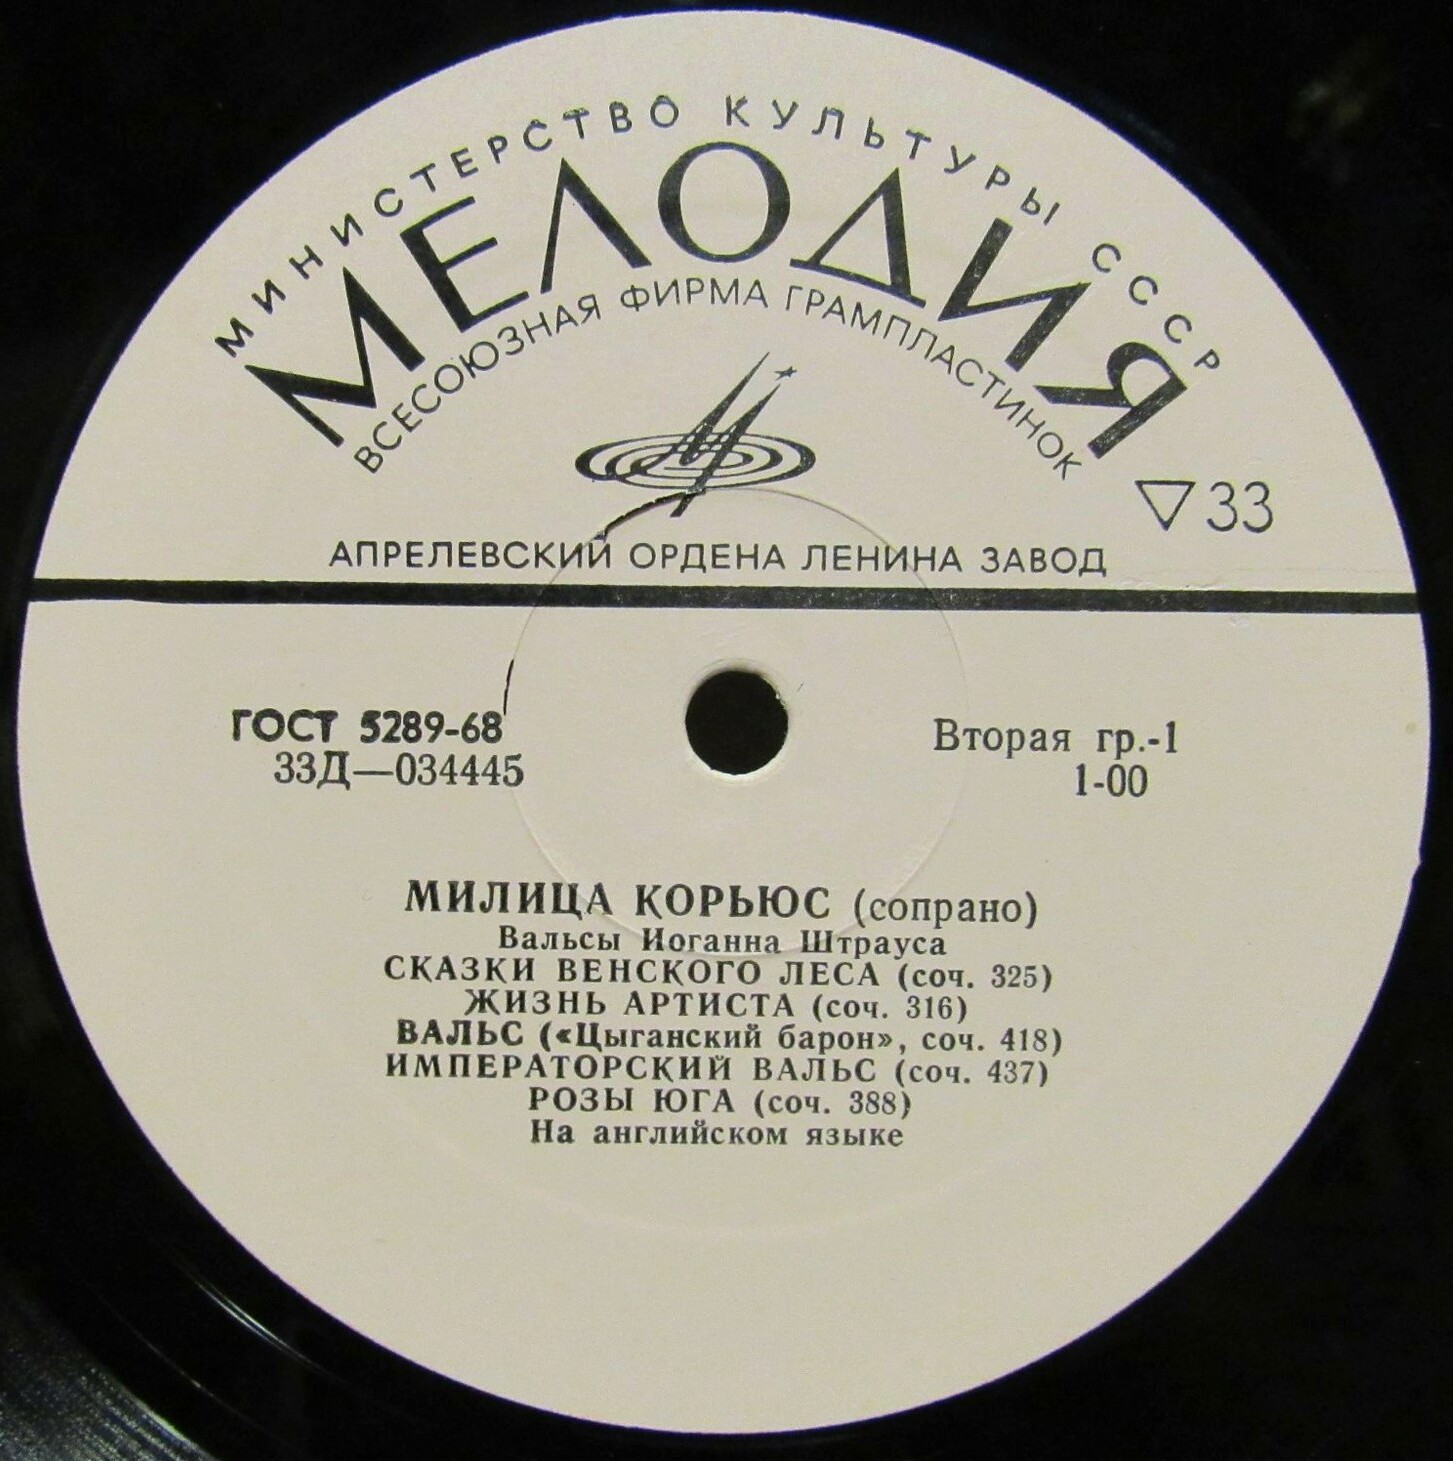 МИНИСТЕРСТВО КУЛЬТУРЫ СССР
МЕЛОДИЯ
ВСЕСОЮЗНАЯ ФИРМА ГРАМПЛАСТИНОК
▽33
АПРЕЛЕВСКИЙ ОРДЕНА ЛЕНИНА ЗАВОД
ГОСТ 5289-68
33Д—034445
Вторая гр.-1
1-00
МИЛИЦА КОРЬЮС (сопрано)
Вальсы Иоганна Штрауса
СКАЗКИ ВЕНСКОГО ЛЕСА (соч. 325)
ЖИЗНЬ АРТИСТА (соч. 316)
ВАЛЬС («Цыганский барон», соч. 418)
ИМПЕРАТОРСКИЙ ВАЛЬС (соч. 437)
РОЗЫ ЮГА (соч. 388)
На английском языке